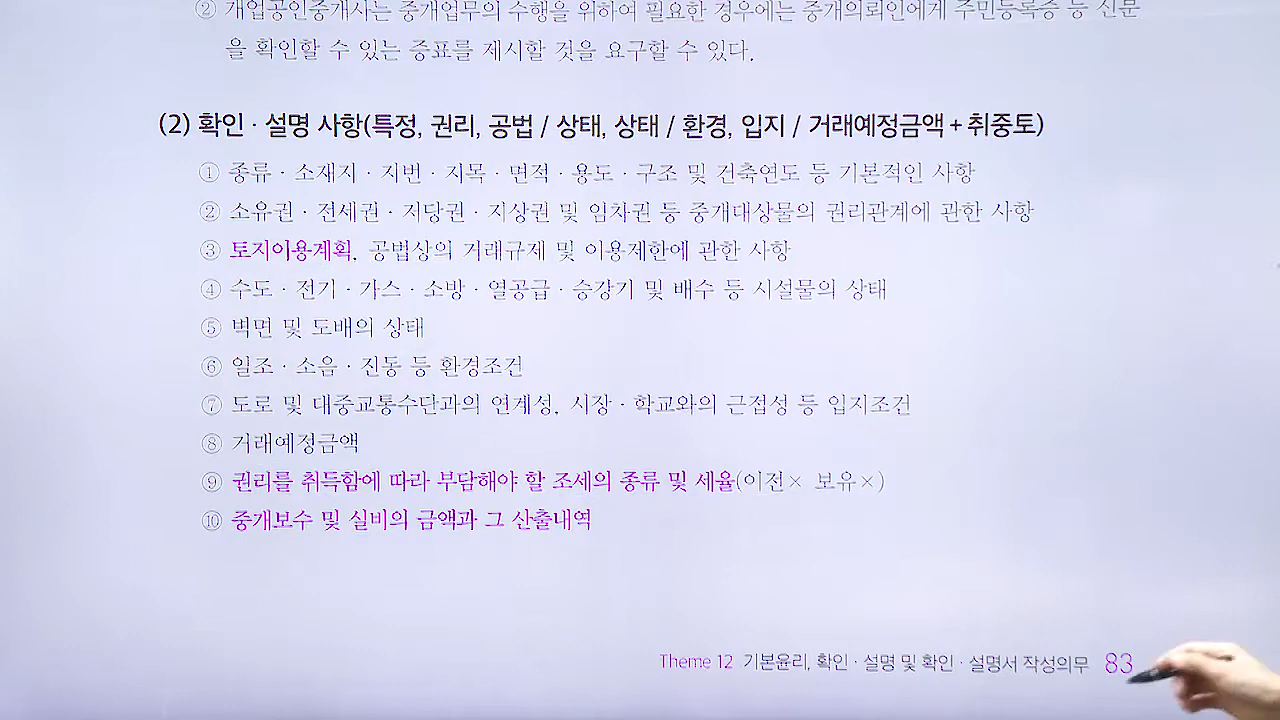 ② 개업공인중개사는 중개업무의 수행을 위하여 필요한 경우에는 중개의뢰인에게 주민등록증 등 신분
을 확인할 수 있는 증표를 제시할 것을 요구할 수 있다.
(2) 확인 · 설명 사항(특정, 권리, 공법 / 상태, 상태 / 환경, 입지 / 거래예정금액 + 취중토)
① 종류 · 소재지 · 지번 · 지목 · 면적 · 용도 · 구조 및 건축연도 등 기본적인 사항
② 소유권 · 전세권 · 저당권 · 지상권 및 임차권 등 중개대상물의 권리관계에 관한 사항
③ 토지이용계획, 공법상의 거래규제 및 이용제한에 관한 사항
④ 수도 · 전기 · 가스 · 소방 · 열공급 · 승강기 및 배수 등 시설물의 상태
⑤ 벽면 및 도배의 상태
⑥ 일조 · 소음 · 진동 등 환경조건
⑦ 도로 및 대중교통수단과의 연계성, 시장 · 학교와의 근접성 등 입지조건
⑧ 거래예정금액
⑨ 권리를 취득함에 따라 부담해야 할 조세의 종류 및 세율(이전× 보유×)
⑩ 중개보수 및 실비의 금액과 그 산출내역
Theme 12 기본윤리, 확인 · 설명 및 확인 · 설명서 작성의무 83